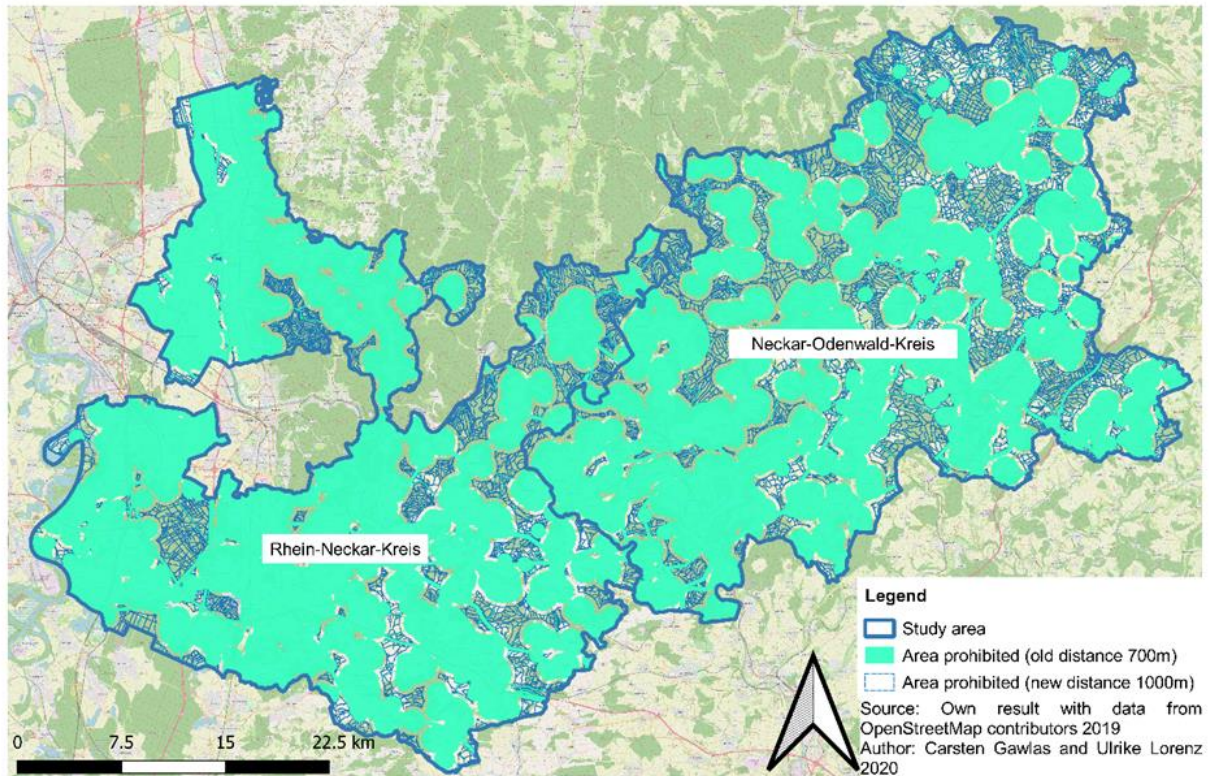 Neckar-Odenwald-Kreis
Rhein-Neckar-Kreis
Legend
Study area
Area prohibited (old distance 700m)
Area prohibited (new distance 1000m)
Source: Own result with data from
OpenStreetMap contributors 2019
Author: Carsten Gawlas and Ulrike Lorenz
2020
0 7.5 15 22.5 km